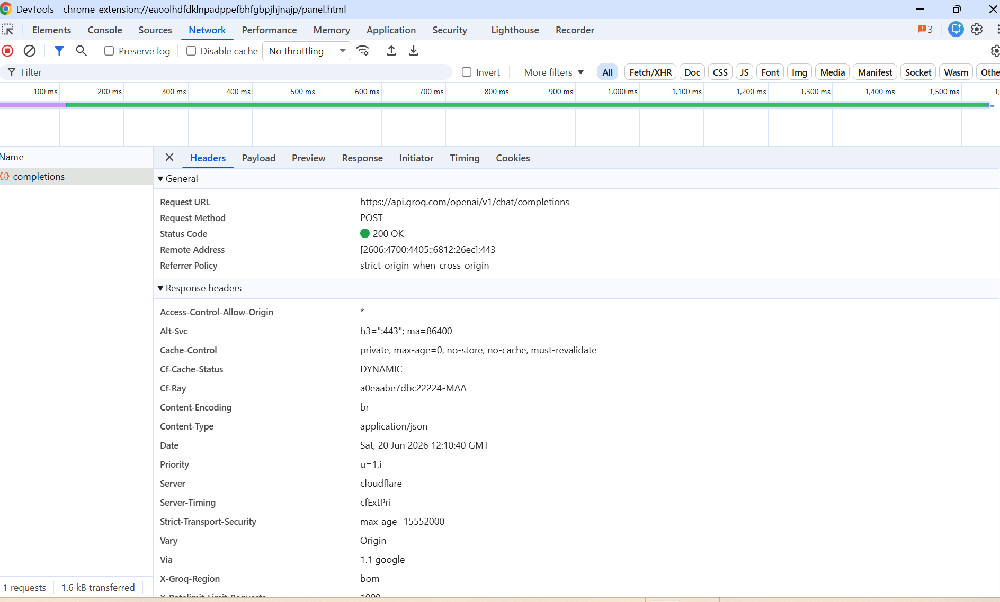 DevTools - chrome-extension://eaoolhdfdklnpadppefbhfgbpjhjnajp/panel.html
Elements Console Sources Network Performance Memory Application Security Lighthouse Recorder 3
Preserve log Disable cache No throttling
Filter Invert More filters All Fetch/XHR Doc CSS JS Font Img Media Manifest Socket Wasm Othe
100 ms 200 ms 300 ms 400 ms 500 ms 600 ms 700 ms 800 ms 900 ms 1,000 ms 1,100 ms 1,200 ms 1,300 ms 1,400 ms 1,500 ms 1,
Name
completions
Headers Payload Preview Response Initiator Timing Cookies
General
Request URL https://api.groq.com/openai/v1/chat/completions
Request Method POST
Status Code 200 OK
Remote Address [2606:4700:4405::6812:26ec]:443
Referrer Policy strict-origin-when-cross-origin
Response headers
Access-Control-Allow-Origin *
Alt-Svc h3=":443"; ma=86400
Cache-Control private, max-age=0, no-store, no-cache, must-revalidate
Cf-Cache-Status DYNAMIC
Cf-Ray a0eaabe7dbc22224-MAA
Content-Encoding br
Content-Type application/json
Date Sat, 20 Jun 2026 12:10:40 GMT
Priority u=1,i
Server cloudflare
Server-Timing cfExtPri
Strict-Transport-Security max-age=15552000
Vary Origin
Via 1.1 google
X-Groq-Region bom
X-Ratelimit-Limit-Requests 1000
1 requests 1.6 kB transferred